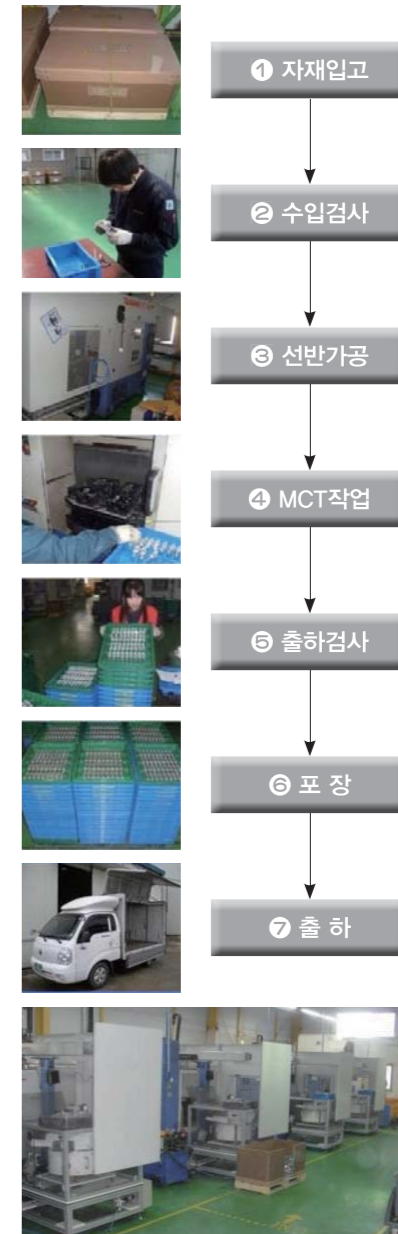 ❶ 자재입고
❷ 수입검사
❸ 선반가공
❹ MCT작업
❺ 출하검사
❻ 포 장
❼ 출 하